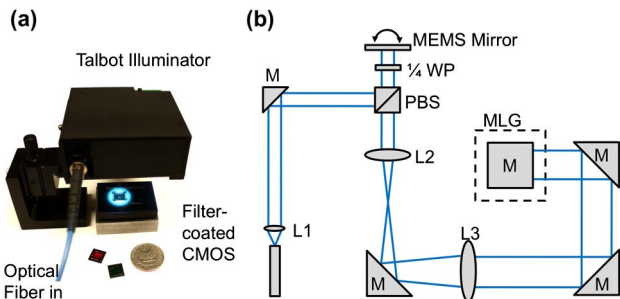 (a)
Talbot Illuminator
Filter-
coated
CMOS
Optical
Fiber in
(b)
MEMS Mirror
¼ WP
M
PBS
MLG
M
M
L2
L1
L3
M
M